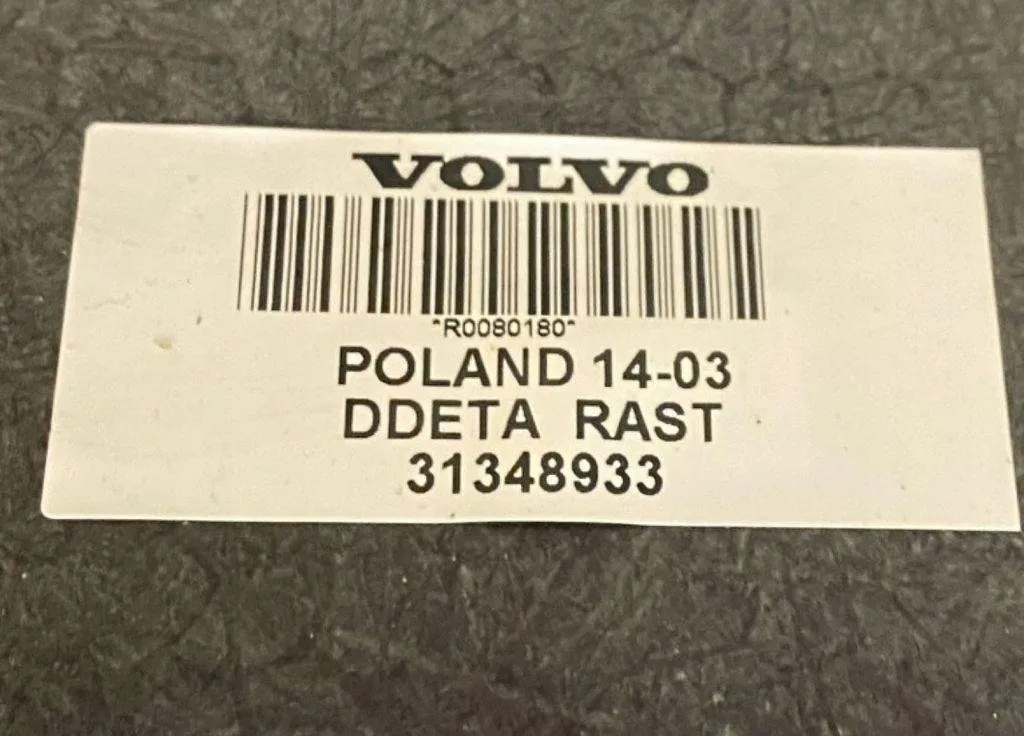 VOLVO
*R0080180*
POLAND 14-03
DDETA RAST
31348933